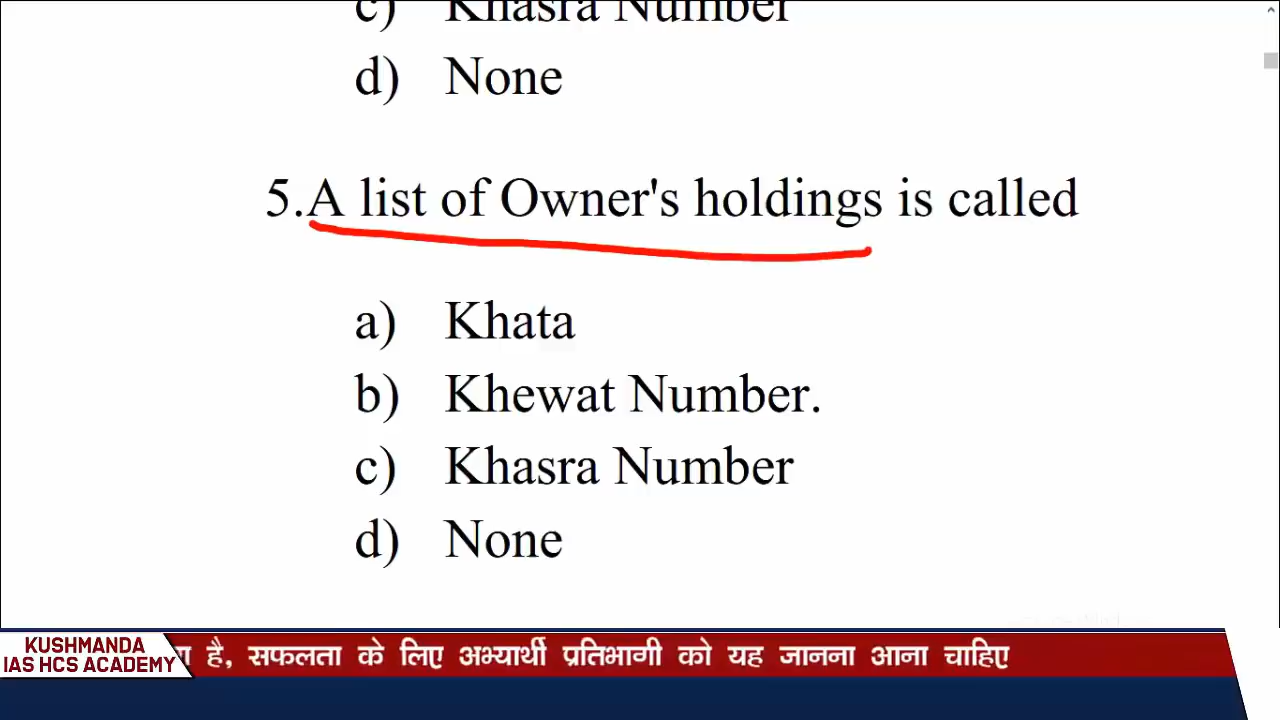 c) Khasra Number
d) None
5.A list of Owner's holdings is called
a) Khata
b) Khewat Number.
c) Khasra Number
d) None
KUSHMANDA
IAS HCS ACADEMY
है, सफलता के लिए अभ्यार्थी प्रतिभागी को यह जानना आना चाहिए